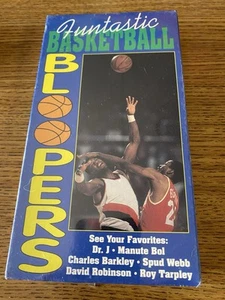 Funtastic
BASKETBALL
BLOOPERS
See Your Favorites:
Dr. J • Manute Bol
Charles Barkley • Spud Webb
David Robinson • Roy Tarpley